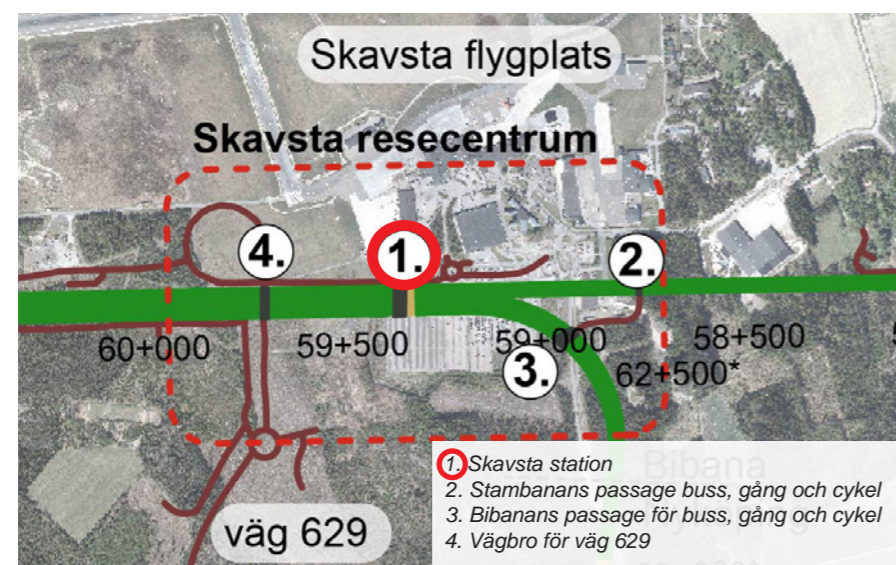 Skavsta flygplats
Skavsta resecentrum
4.
1.
2.
60+000
59+500
59+000
58+500
3.
62+500*
väg 629
Bibana
1. Skavsta station
2. Stambanans passage buss, gång och cykel
3. Bibanans passage för buss, gång och cykel
4. Vägbro för väg 629